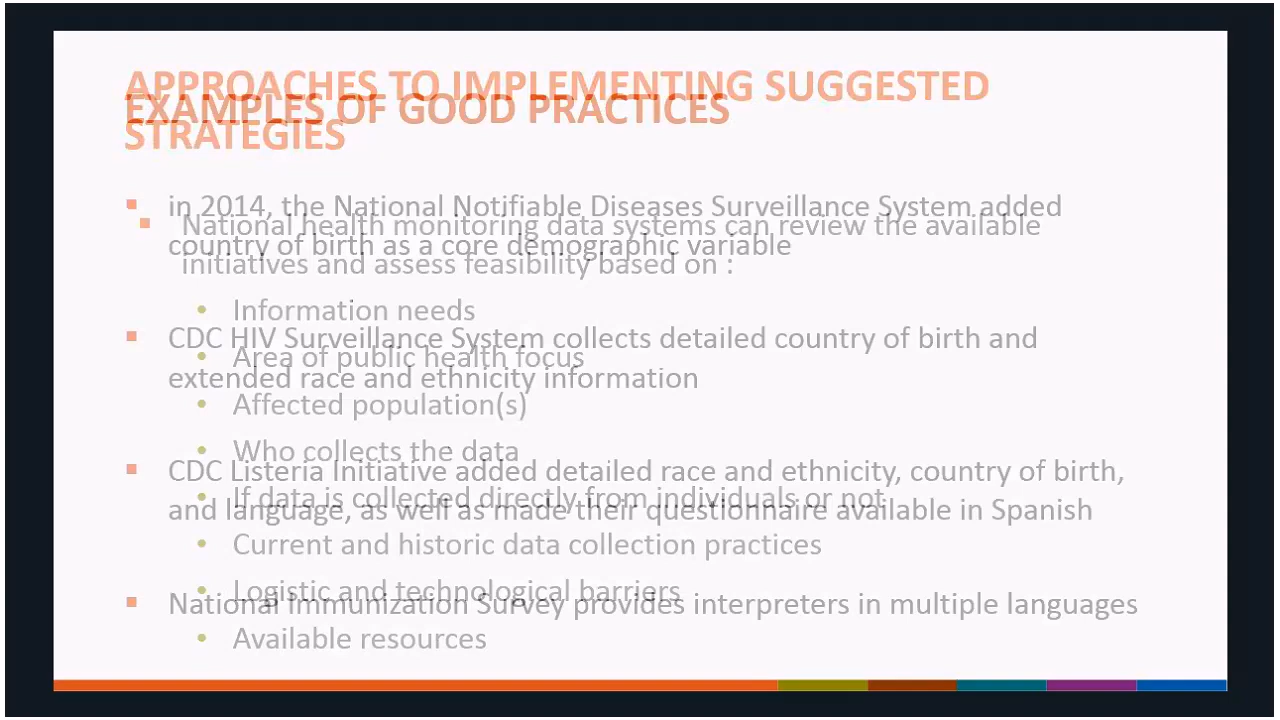 APPROACHES TO IMPLEMENTING SUGGESTED
STRATEGIES
National health monitoring data systems can review the available
initiatives and assess feasibility based on :
Information needs
Area of public health focus
Affected population(s)
Who collects the data
If data is collected directly from individuals or not
Current and historic data collection practices
Logistic and technological barriers
Available resources
EXAMPLES OF GOOD PRACTICES
in 2014, the National Notifiable Diseases Surveillance System added
country of birth as a core demographic variable
CDC HIV Surveillance System collects detailed country of birth and
extended race and ethnicity information
CDC Listeria Initiative added detailed race and ethnicity, country of birth,
and language, as well as made their questionnaire available in Spanish
National Immunization Survey provides interpreters in multiple languages